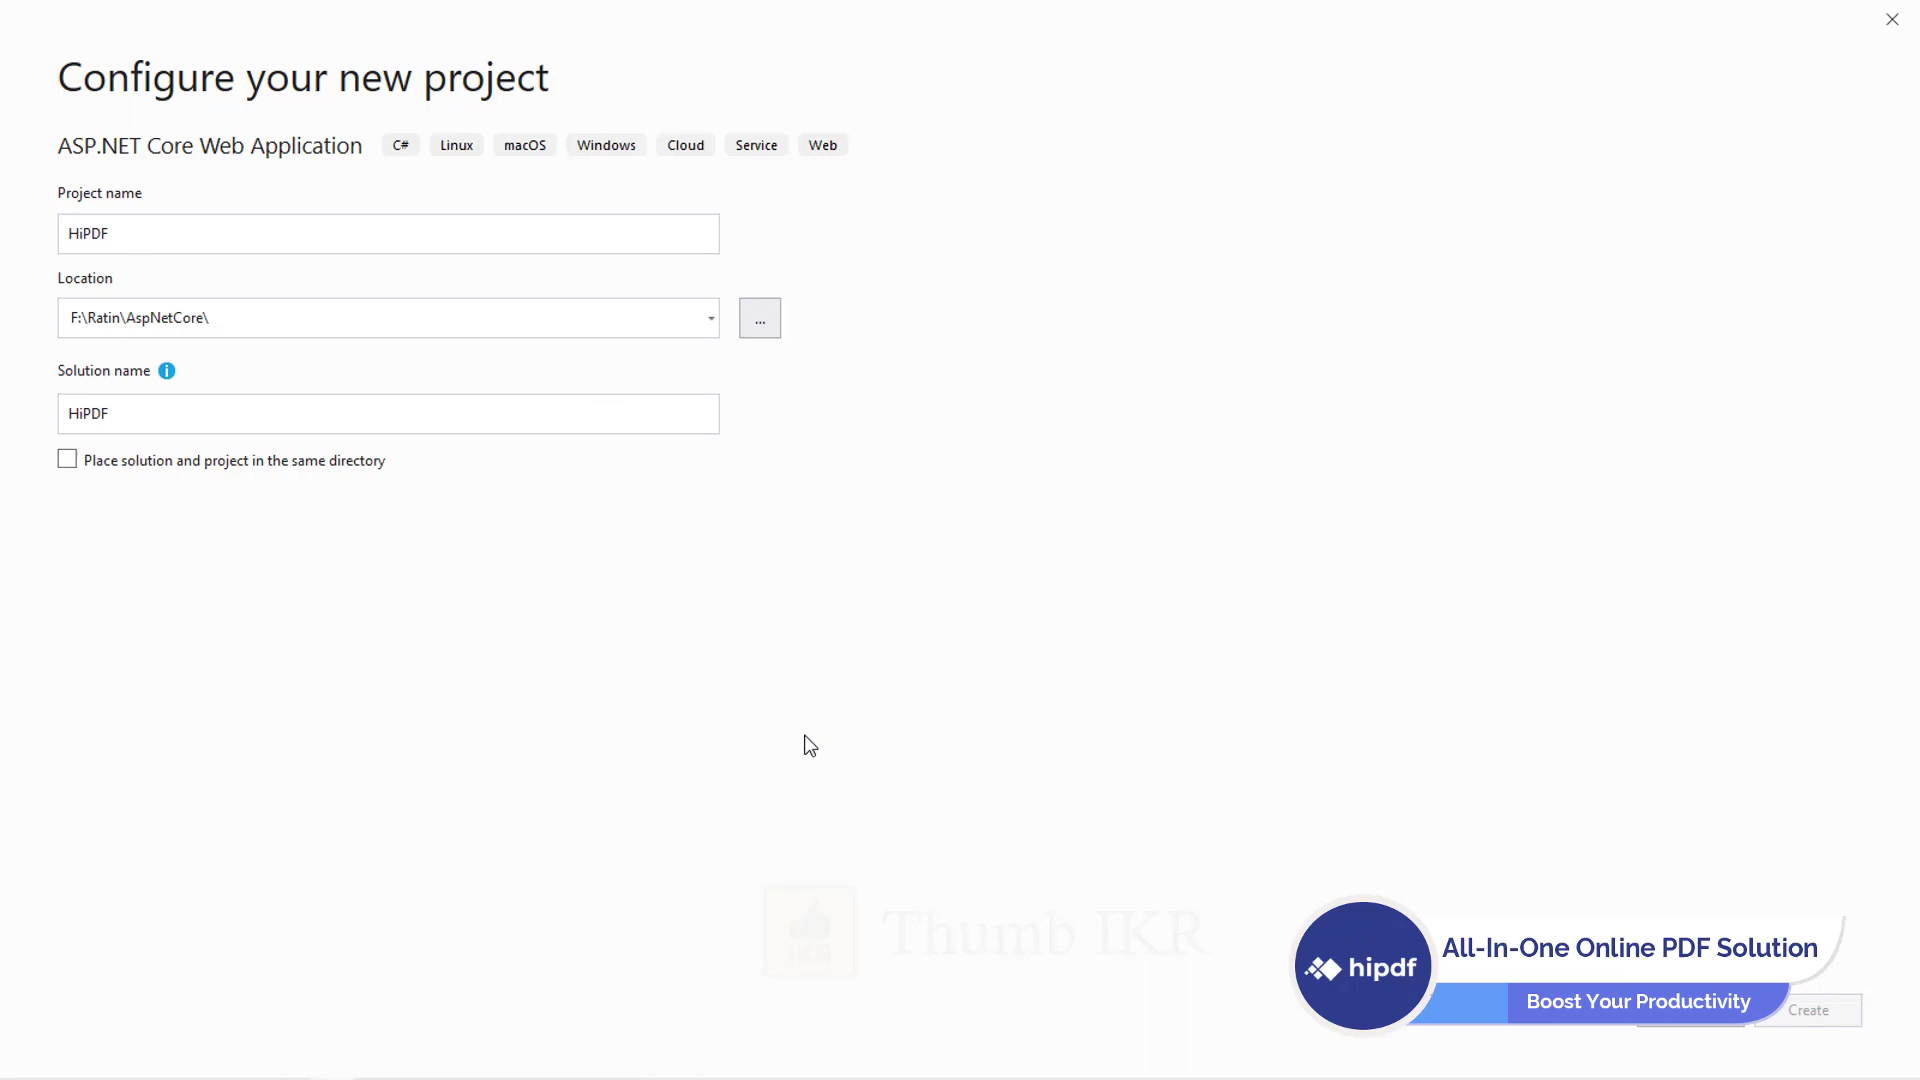 Configure your new project
ASP.NET Core Web Application C# Linux macOS Windows Cloud Service Web
Project name
HiPDF
Location
F:\Ratin\AspNetCore\
...
Solution name
HiPDF
Place solution and project in the same directory
Thumb IKR
hipdf
All-In-One Online PDF Solution
Boost Your Productivity
Create